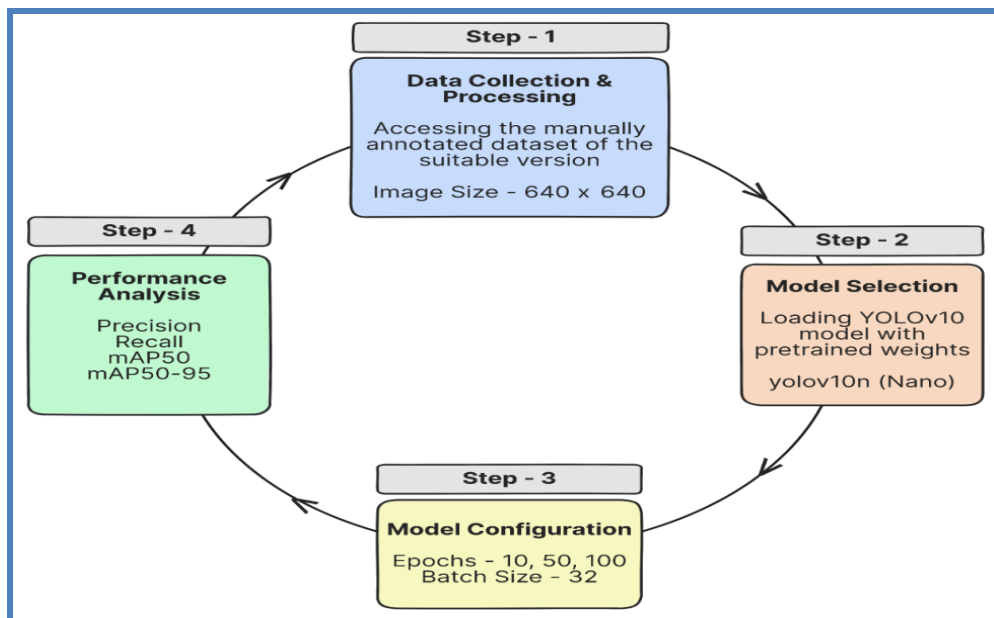 Step - 1
Data Collection &
Processing
Accessing the manually
annotated dataset of the
suitable version
Image Size - 640 x 640
Step - 2
Model Selection
Loading YOLOv10
model with
pretrained weights
yolov10n (Nano)
Step - 3
Model Configuration
Epochs - 10, 50, 100
Batch Size - 32
Step - 4
Performance
Analysis
Precision
Recall
mAP50
mAP50-95